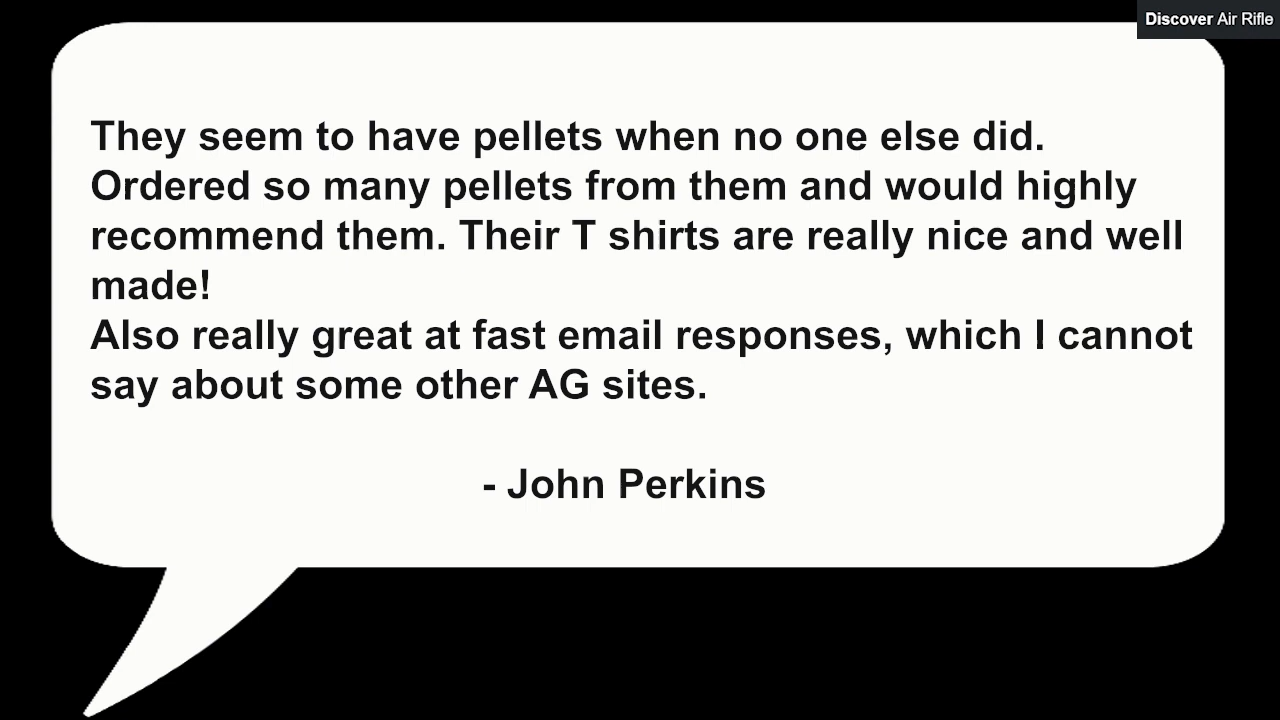 Discover Air Rifle
They seem to have pellets when no one else did.
Ordered so many pellets from them and would highly
recommend them. Their T shirts are really nice and well
made!
Also really great at fast email responses, which I cannot
say about some other AG sites.
- John Perkins